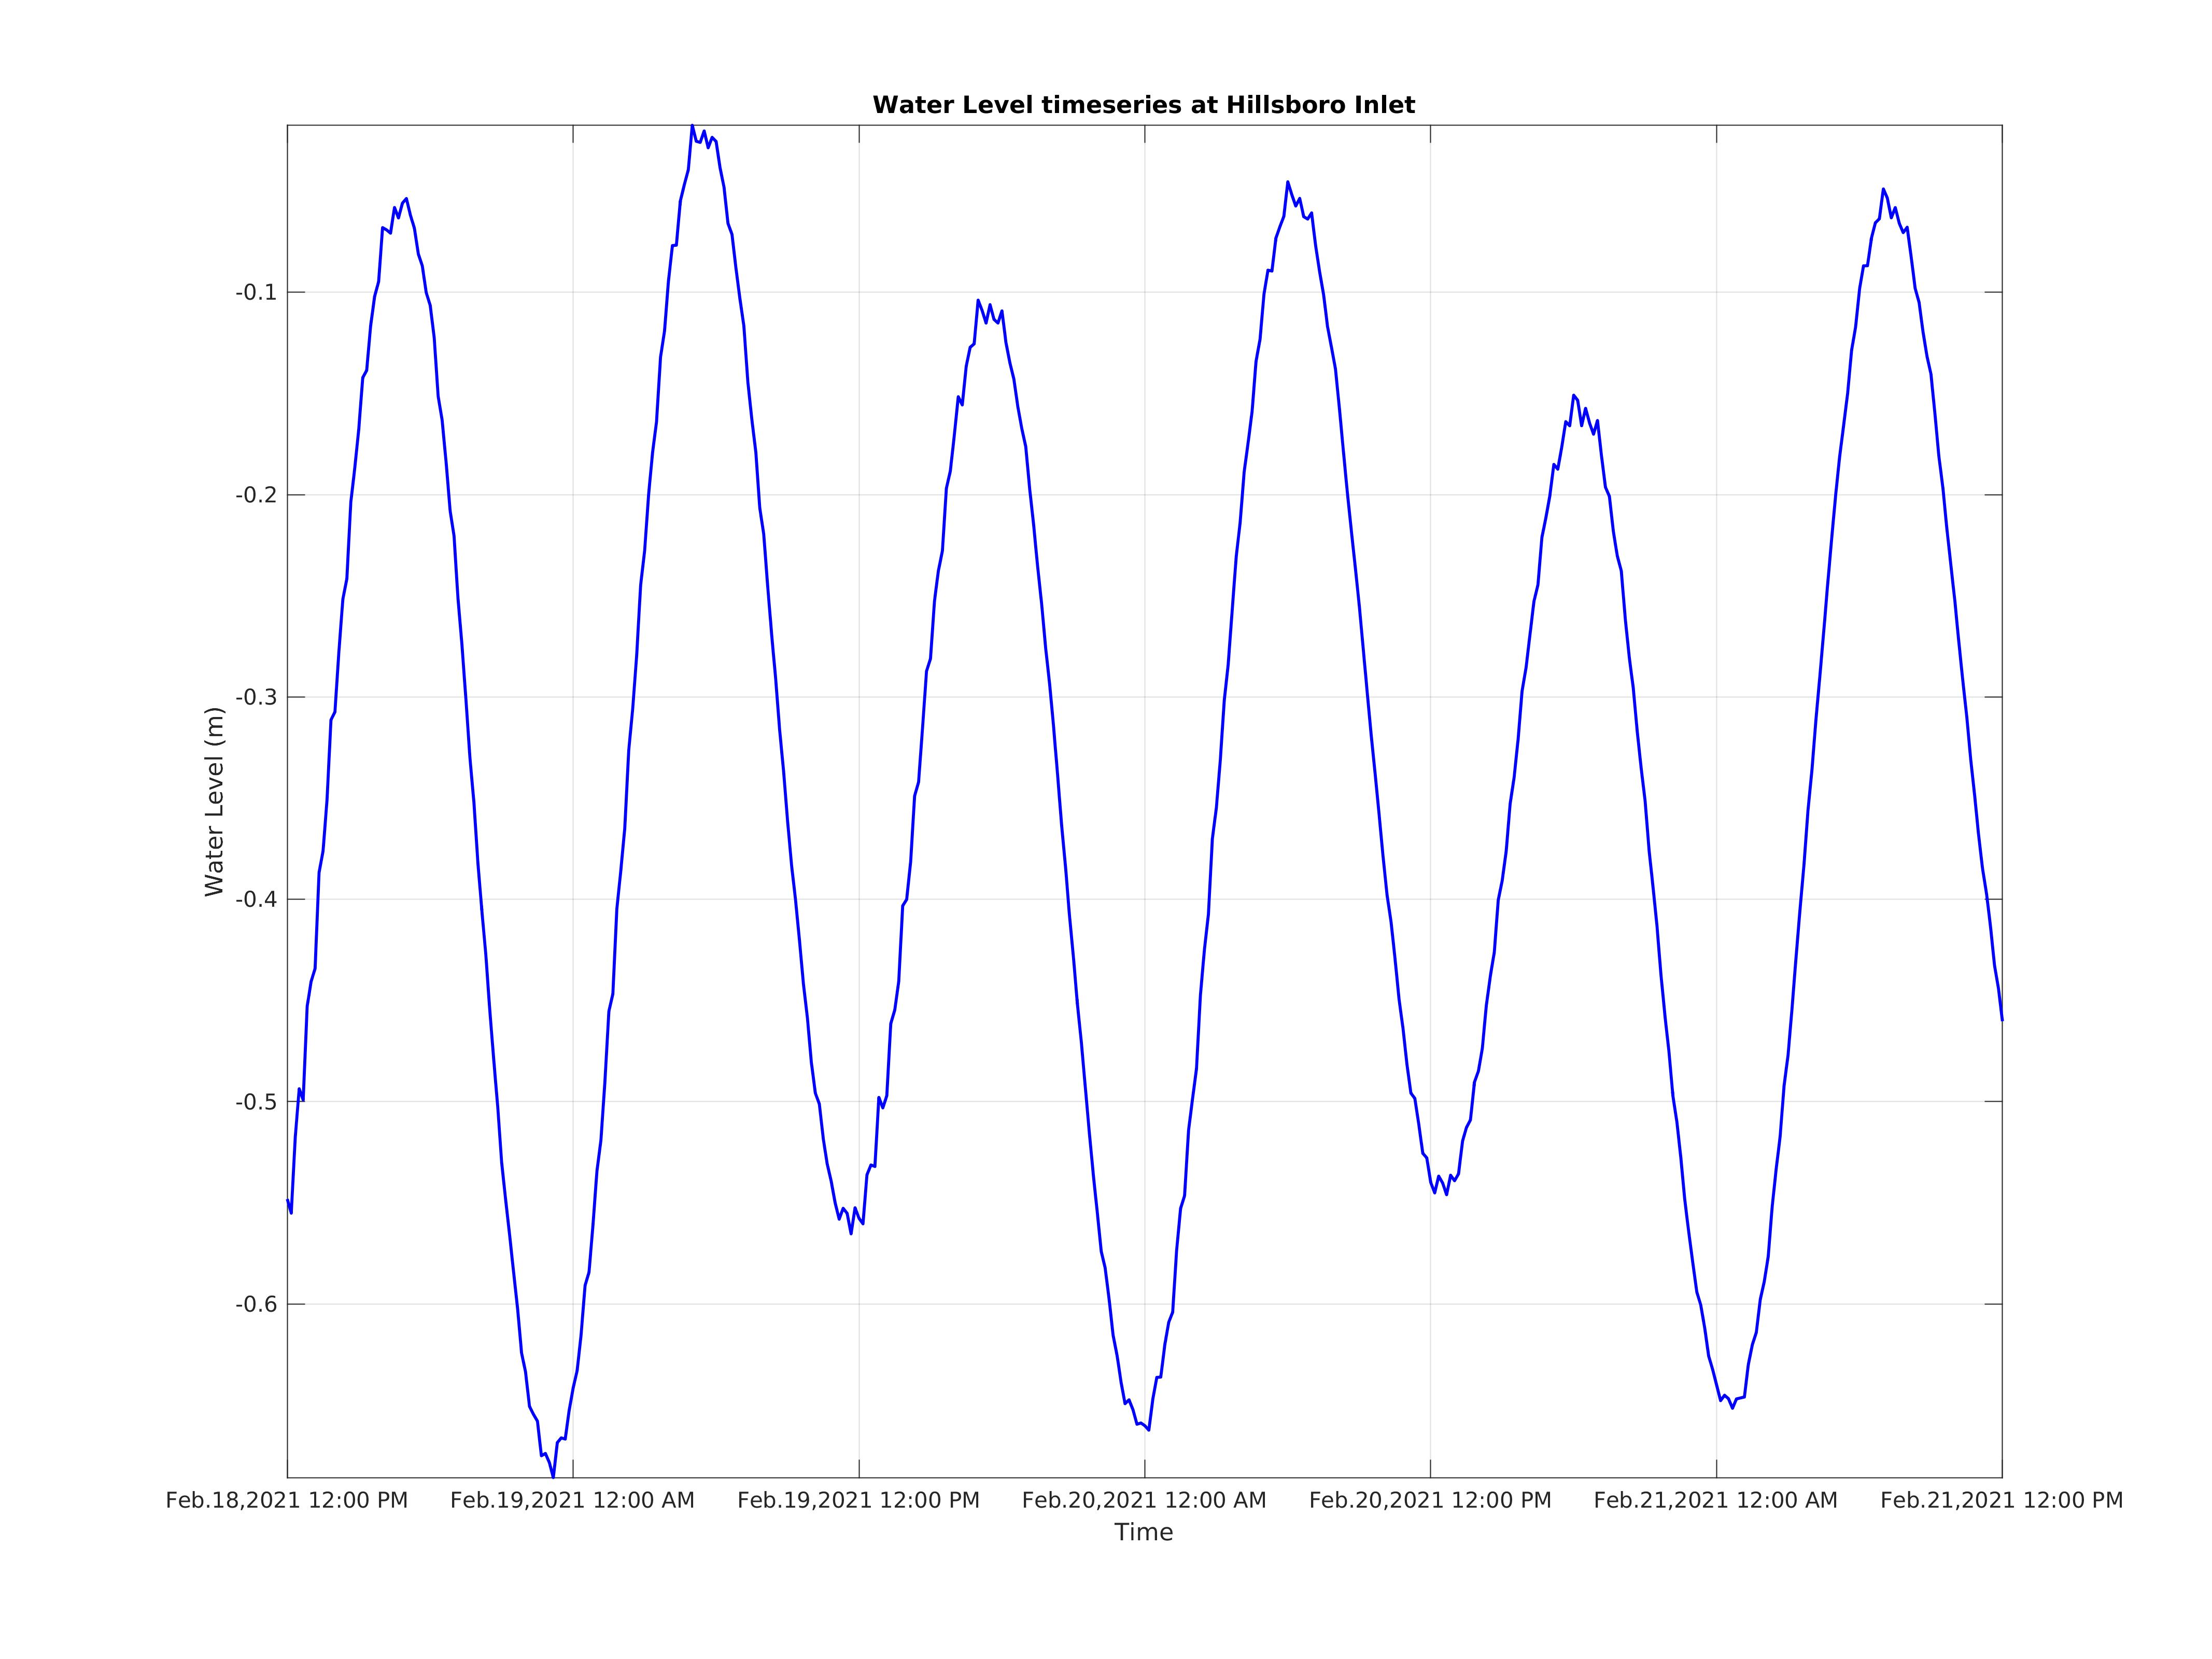 Water Level timeseries at Hillsboro Inlet
-0.1
-0.2
-0.3
-0.4
-0.5
-0.6
Water Level (m)
Feb.18,2021 12:00 PM Feb.19,2021 12:00 AM Feb.19,2021 12:00 PM Feb.20,2021 12:00 AM Feb.20,2021 12:00 PM Feb.21,2021 12:00 AM Feb.21,2021 12:00 PM
Time